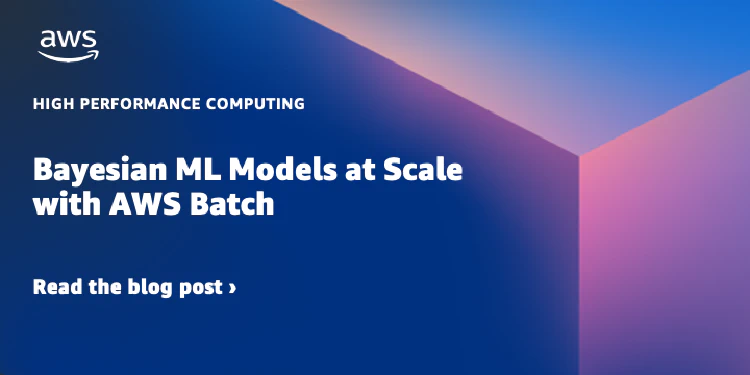 aws
HIGH PERFORMANCE COMPUTING
Bayesian ML Models at Scale
with AWS Batch
Read the blog post ›